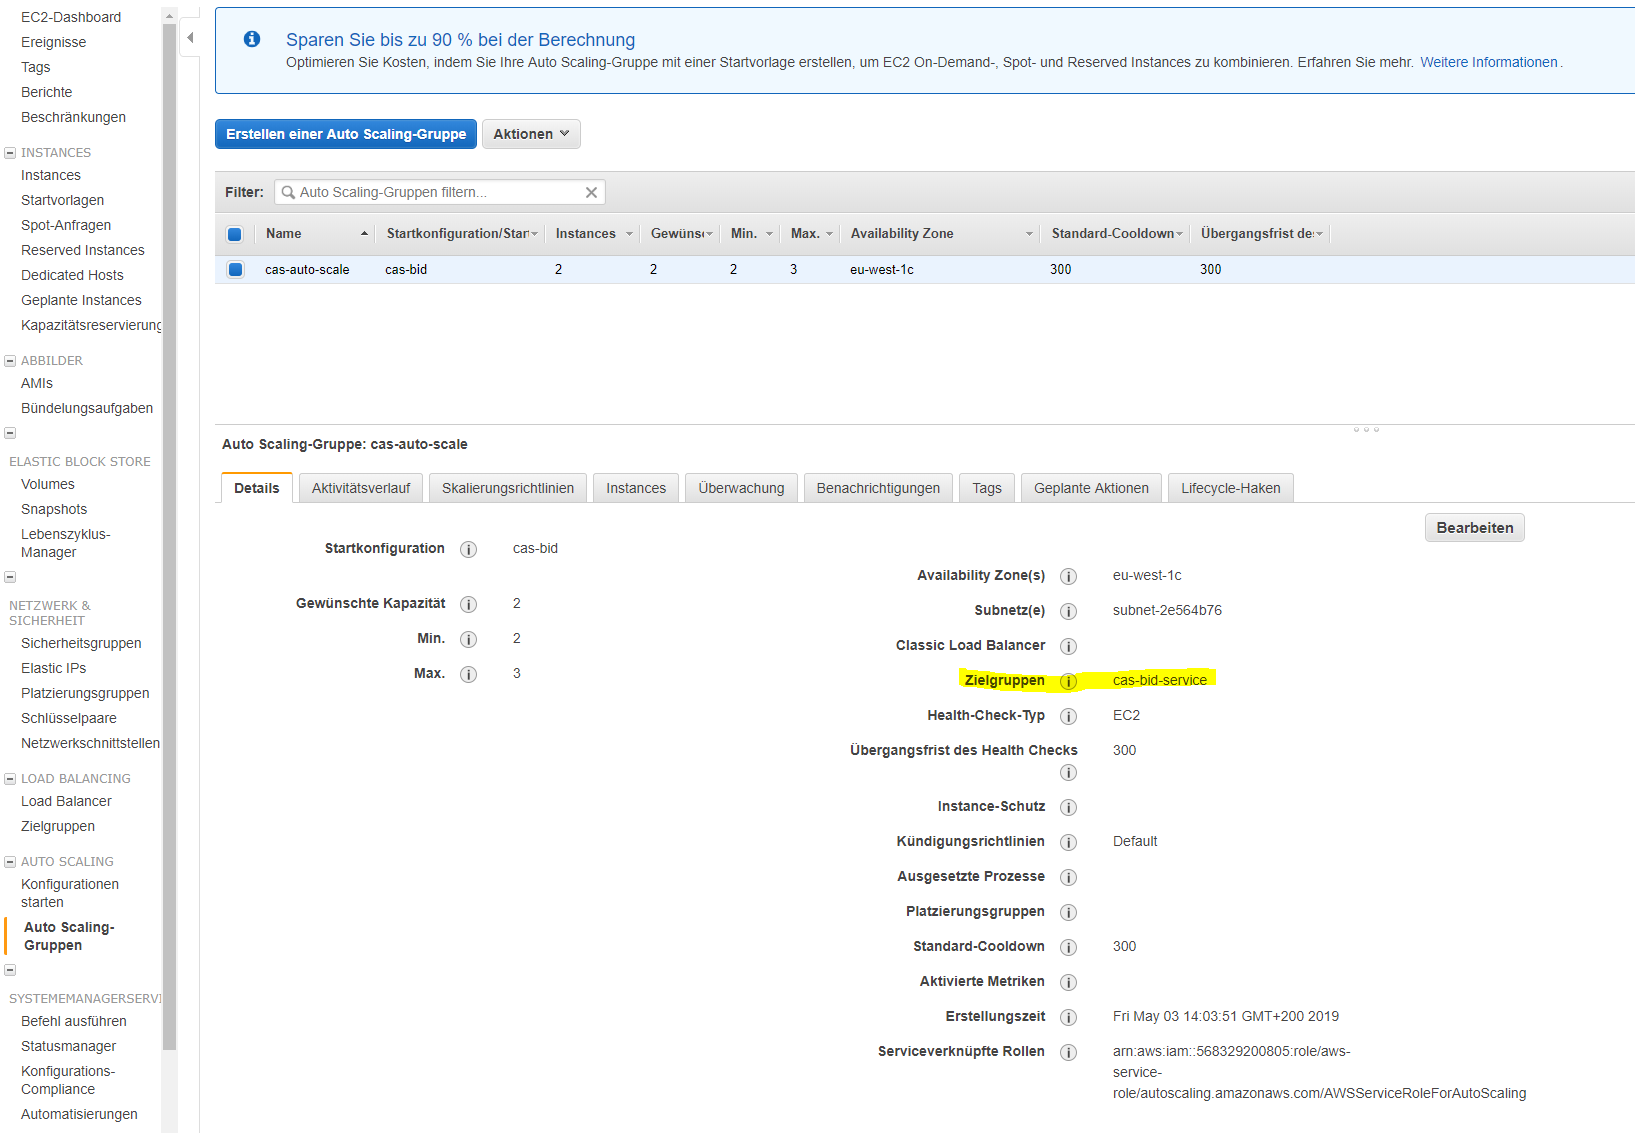 EC2-Dashboard
Ereignisse
Tags
Berichte
Beschränkungen
INSTANCES
Instances
Startvorlagen
Spot-Anfragen
Reserved Instances
Dedicated Hosts
Geplante Instances
Kapazitätsreservierung
ABBILDER
AMIs
Bündelungsaufgaben
ELASTIC BLOCK STORE
Volumes
Snapshots
Lebenszyklus-
Manager
NETZWERK &
SICHERHEIT
Sicherheitsgruppen
Elastic IPs
Platzierungsgruppen
Schlüsselpaare
Netzwerkschnittstellen
LOAD BALANCING
Load Balancer
Zielgruppen
AUTO SCALING
Konfigurationen
starten
Auto Scaling-
Gruppen
SYSTEMEMANAGERSERVI
Befehl ausführen
Statusmanager
Konfigurations-
Compliance
Automatisierungen
Sparen Sie bis zu 90 % bei der Berechnung
Optimieren Sie Kosten, indem Sie Ihre Auto Scaling-Gruppe mit einer Startvorlage erstellen, um EC2 On-Demand-, Spot- und Reserved Instances zu kombinieren. Erfahren Sie mehr. Weitere Informationen.
Erstellen einer Auto Scaling-Gruppe Aktionen
Filter: Auto Scaling-Gruppen filtern...
Name Startkonfiguration/Start Instances Gewüns Min. Max. Availability Zone Standard-Cooldown Übergangsfrist de
cas-auto-scale cas-bid 2 2 2 3 eu-west-1c 300 300
Auto Scaling-Gruppe: cas-auto-scale
Details Aktivitätsverlauf Skalierungsrichtlinien Instances Überwachung Benachrichtigungen Tags Geplante Aktionen Lifecycle-Haken
Bearbeiten
Startkonfiguration cas-bid
Gewünschte Kapazität 2
Min. 2
Max. 3
Availability Zone(s) eu-west-1c
Subnetz(e) subnet-2e564b76
Classic Load Balancer
Zielgruppen cas-bid-service
Health-Check-Typ EC2
Übergangsfrist des Health Checks 300
Instance-Schutz
Kündigungsrichtlinien Default
Ausgesetzte Prozesse
Platzierungsgruppen
Standard-Cooldown 300
Aktivierte Metriken
Erstellungszeit Fri May 03 14:03:51 GMT+200 2019
Serviceverknüpfte Rollen arn:aws:iam::568329200805:role/aws-
service-
role/autoscaling.amazonaws.com/AWSServiceRoleForAutoScaling